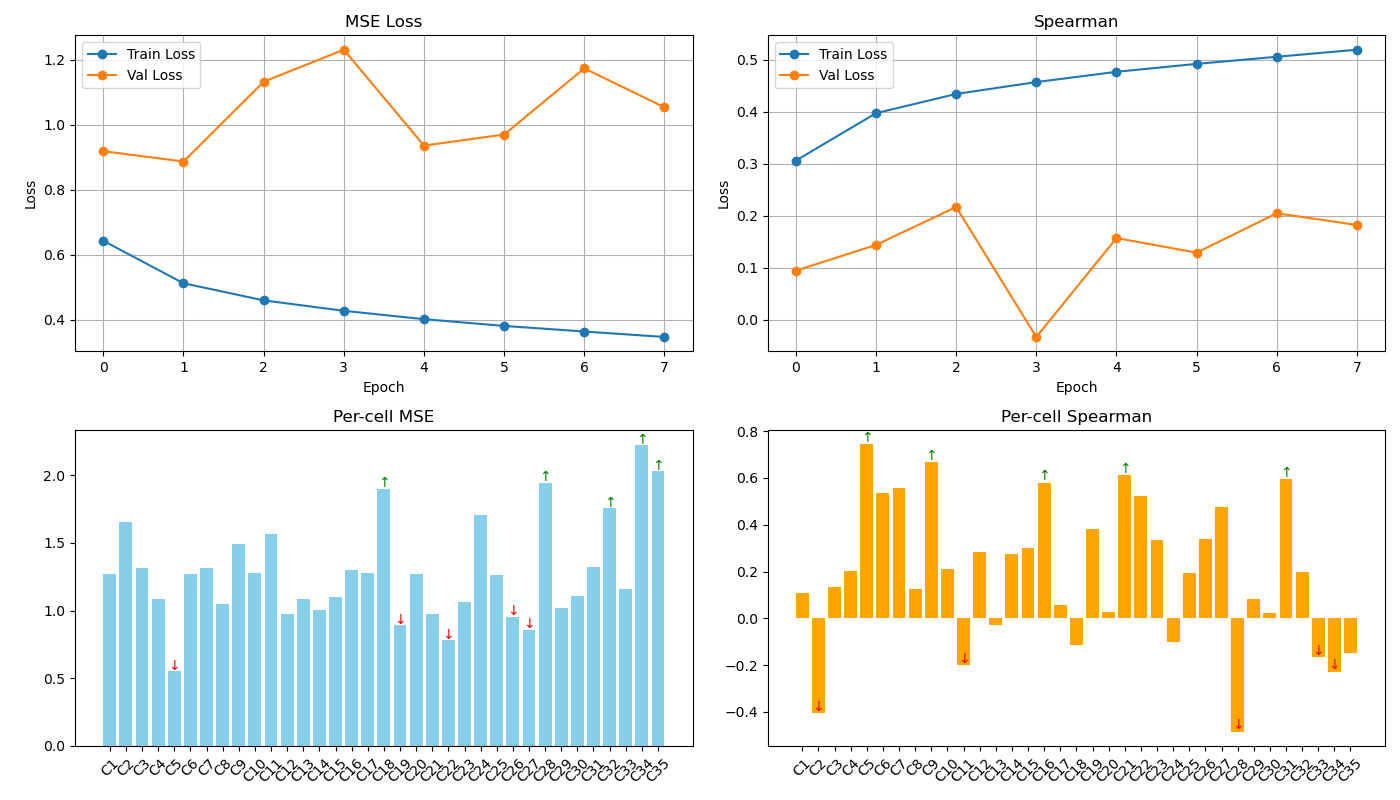 MSE Loss
Train Loss
Val Loss
Loss
1.2
1.0
0.8
0.6
0.4
0 1 2 3 4 5 6 7
Epoch
Spearman
Train Loss
Val Loss
Loss
0.5
0.4
0.3
0.2
0.1
0.0
0 1 2 3 4 5 6 7
Epoch
Per-cell MSE
2.0
1.5
1.0
0.5
0.0
↓ ↑ ↓ ↓ ↓ ↓ ↑ ↑ ↑ ↑
C1 C2 C3 C4 C5 C6 C7 C8 C9 C10 C11 C12 C13 C14 C15 C16 C17 C18 C19 C20 C21 C22 C23 C24 C25 C26 C27 C28 C29 C30 C31 C32 C33 C34 C35
Per-cell Spearman
0.8
0.6
0.4
0.2
0.0
−0.2
−0.4
↓ ↑ ↑ ↓ ↑ ↑ ↓ ↑ ↓ ↓
C1 C2 C3 C4 C5 C6 C7 C8 C9 C10 C11 C12 C13 C14 C15 C16 C17 C18 C19 C20 C21 C22 C23 C24 C25 C26 C27 C28 C29 C30 C31 C32 C33 C34 C35